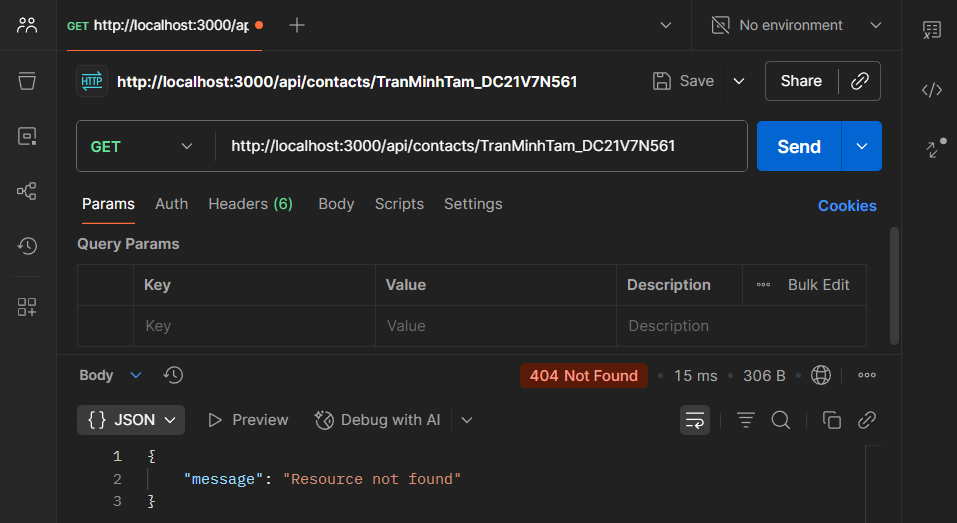 GET http://localhost:3000/ap
No environment
HTTP http://localhost:3000/api/contacts/TranMinhTam_DC21V7N561
Save
Share
GET http://localhost:3000/api/contacts/TranMinhTam_DC21V7N561
Send
Params Auth Headers (6) Body Scripts Settings Cookies
Query Params
Key Value Description Bulk Edit
Key Value Description
Body 404 Not Found • 15 ms • 306 B
{ } JSON Preview Debug with AI
1 {
2 "message": "Resource not found"
3 }